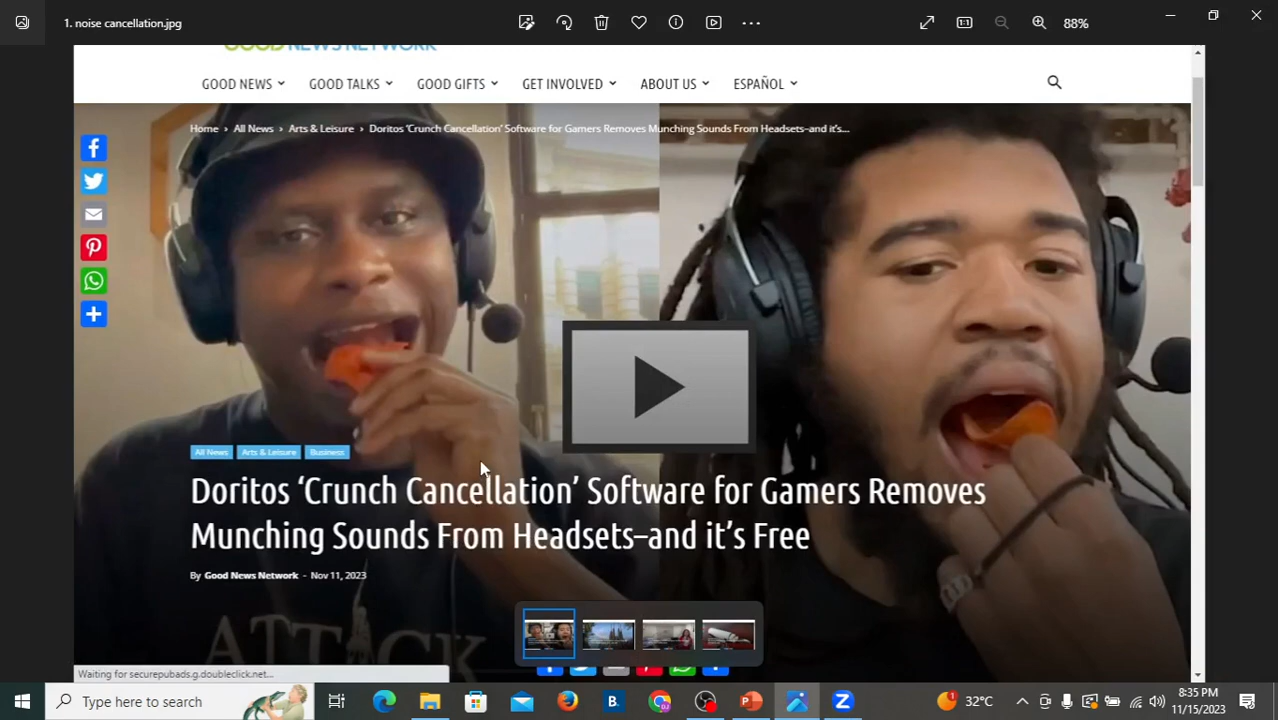 1. noise cancellation.jpg
88%
GOOD NEWS NETWORK
GOOD NEWS
GOOD TALKS
GOOD GIFTS
GET INVOLVED
ABOUT US
ESPAÑOL
Home › All News › Arts & Leisure › Doritos ‘Crunch Cancellation’ Software for Gamers Removes Munching Sounds From Headsets–and it’s...
All News
Arts & Leisure
Business
Doritos ‘Crunch Cancellation’ Software for Gamers Removes
Munching Sounds From Headsets–and it’s Free
By Good News Network - Nov 11, 2023
ATTACK
Waiting for securepubads.g.doubleclick.net...
Type here to search
32°C
8:35 PM
11/15/2023